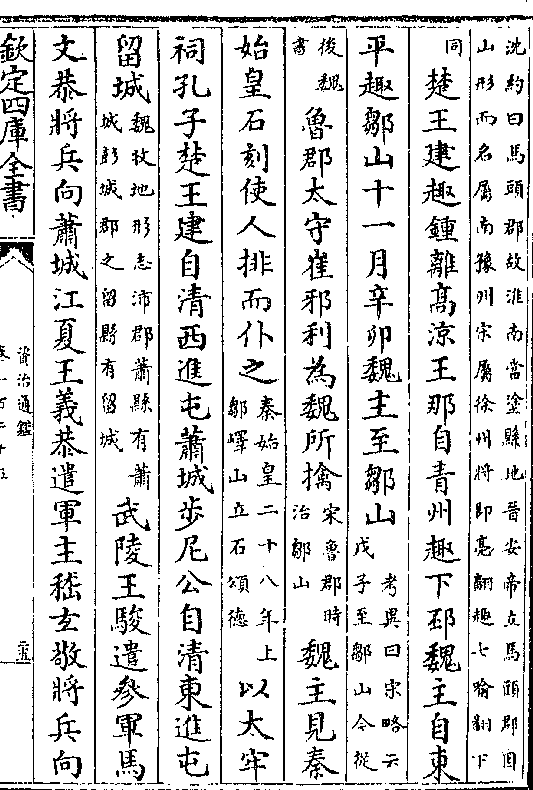 沈約曰馬頭郡故淮南當塗縣地晉安帝立馬頭郡因
山形而名屬南豫州宋屬徐州將即亮翻趣七喻翻下
同楚王建趣鍾離高涼王那自青州趣下邳魏主自東
平趣鄒山十一月辛卯魏主至鄒山考異曰宋略云
戊子至鄒山今從
後魏
書魯郡太守崔邪利為魏所擒宋魯郡時
治鄒山魏主見秦
始皇石刻使人排而仆之秦始皇二十八年上
鄒嶧山立石頌德以太牢
祠孔子楚王建自清西進屯蕭城步尼公自清東進屯
留城魏收地形志沛郡蕭縣有蕭
城彭城郡之留縣有留城武陵王駿遣參軍馬
文恭將兵向蕭城江夏王義恭遣軍主嵇玄敬將兵向
欽定四庫全書
資治通鑑
卷一百二十五